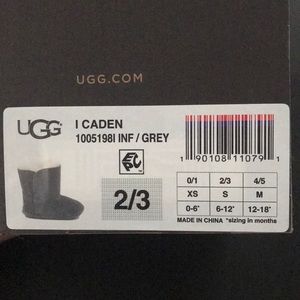 UGG.COM
UGG
I CADEN
1005198I INF / GREY
1 90108 11079 1
2/3
0/1 2/3 4/5
XS S M
0-6* 6-12* 12-18*
MADE IN CHINA *sizing in months